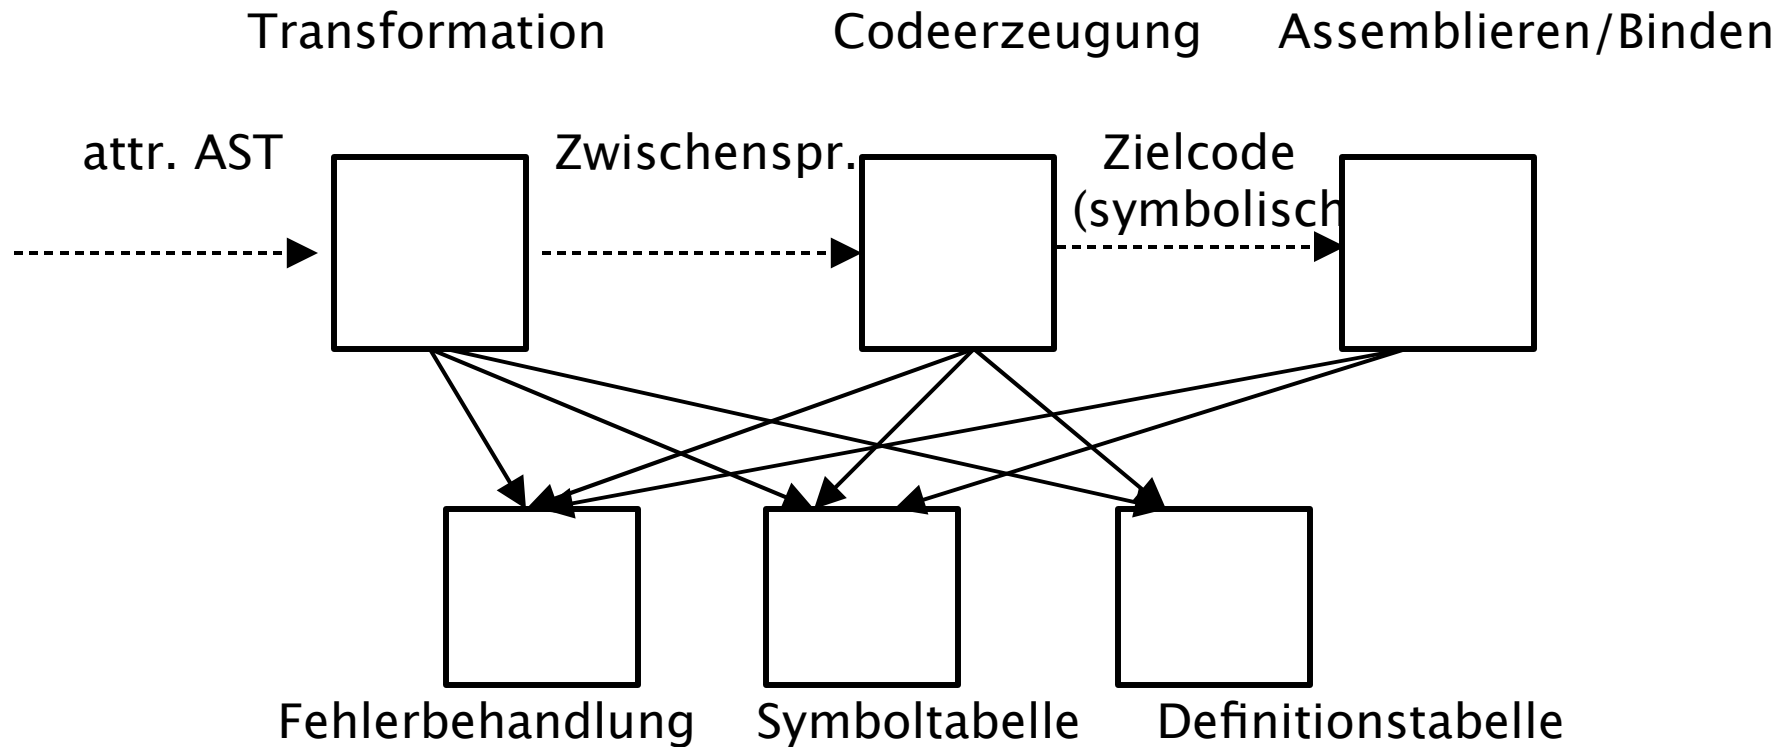 Transformation
Codeerzeugung
Assemblieren/Binden
attr. AST
Zwischenspr.
Zielcode
(symbolisch
Fehlerbehandlung
Symboltabelle
Definitionstabelle